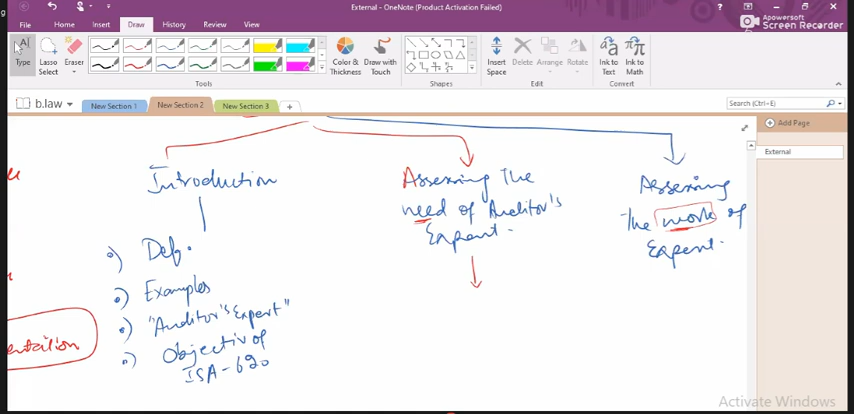 External - OneNote (Product Activation Failed)
Apowersoft
Screen Recorder
File
Home
Insert
Draw
History
Review
View
Type
Lasso
Select
Eraser
Color &
Thickness
Draw with
Touch
Insert
Space
Delete
Arrange
Rotate
Ink to
Text
Ink to
Math
Tools
Shapes
Edit
Convert
b.law
New Section 1
New Section 2
New Section 3
Search (Ctrl+E)
Add Page
External
Introduction
Assessing the
need of Auditor's
Expert.
Assessing
the work of
Expert.
Def.
Examples
"Auditor's Expert"
Objective of
ISA-620
entation
Activate Windows